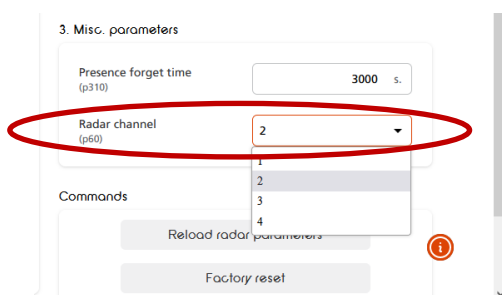 3. Misc. parameters
Presence forget time
(p310)
3000 s.
Radar channel
(p60)
2
1
2
3
4
Commands
Reload radar parameters
Factory reset
i